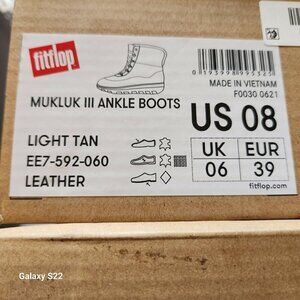 fitflop
0193998995325
MADE IN VIETNAM
F0030 0621
MUKLUK III ANKLE BOOTS
US 08
LIGHT TAN
EE7-592-060
LEATHER
UK
06
EUR
39
fitflop.com
Galaxy S22